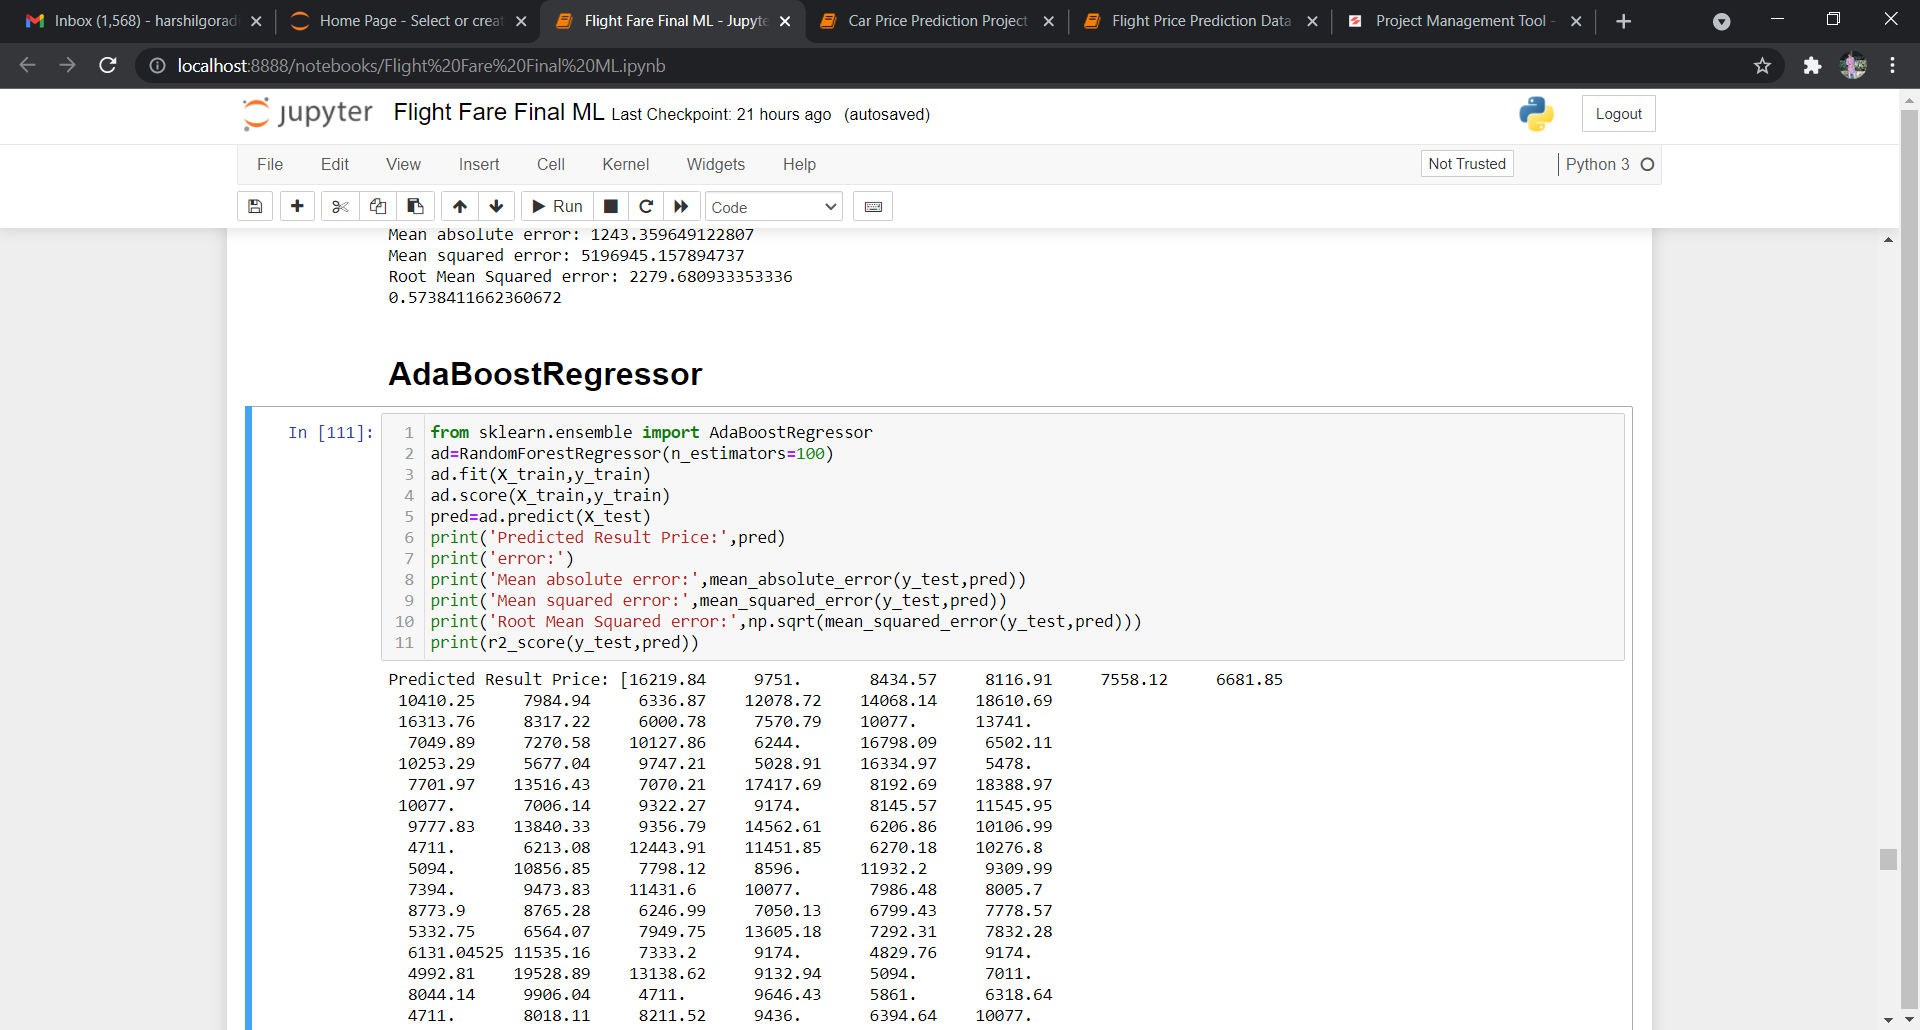 Inbox (1,568) - harshilgoradi
Home Page - Select or creat
Flight Fare Final ML - Jupyte
Car Price Prediction Project
Flight Price Prediction Data
Project Management Tool -
localhost:8888/notebooks/Flight%20Fare%20Final%20ML.ipynb
jupyter Flight Fare Final ML Last Checkpoint: 21 hours ago (autosaved)
Logout
File Edit View Insert Cell Kernel Widgets Help
Not Trusted
Python 3
Run
Code
Mean absolute error: 1243.359649122807
Mean squared error: 5196945.157894737
Root Mean Squared error: 2279.680933353336
0.5738411662360672
AdaBoostRegressor
In [111]:
1 from sklearn.ensemble import AdaBoostRegressor
2 ad=RandomForestRegressor(n_estimators=100)
3 ad.fit(X_train,y_train)
4 ad.score(X_train,y_train)
5 pred=ad.predict(X_test)
6 print('Predicted Result Price:',pred)
7 print('error:')
8 print('Mean absolute error:',mean_absolute_error(y_test,pred))
9 print('Mean squared error:',mean_squared_error(y_test,pred))
10 print('Root Mean Squared error:',np.sqrt(mean_squared_error(y_test,pred)))
11 print(r2_score(y_test,pred))
Predicted Result Price: [16219.84 9751. 8434.57 8116.91 7558.12 6681.85
10410.25 7984.94 6336.87 12078.72 14068.14 18610.69
16313.76 8317.22 6000.78 7570.79 10077. 13741.
7049.89 7270.58 10127.86 6244. 16798.09 6502.11
10253.29 5677.04 9747.21 5028.91 16334.97 5478.
7701.97 13516.43 7070.21 17417.69 8192.69 18388.97
10077. 7006.14 9322.27 9174. 8145.57 11545.95
9777.83 13840.33 9356.79 14562.61 6206.86 10106.99
4711. 6213.08 12443.91 11451.85 6270.18 10276.8
5094. 10856.85 7798.12 8596. 11932.2 9309.99
7394. 9473.83 11431.6 10077. 7986.48 8005.7
8773.9 8765.28 6246.99 7050.13 6799.43 7778.57
5332.75 6564.07 7949.75 13605.18 7292.31 7832.28
6131.04525 11535.16 7333.2 9174. 4829.76 9174.
4992.81 19528.89 13138.62 9132.94 5094. 7011.
8044.14 9906.04 4711. 9646.43 5861. 6318.64
4711. 8018.11 8211.52 9436. 6394.64 10077.